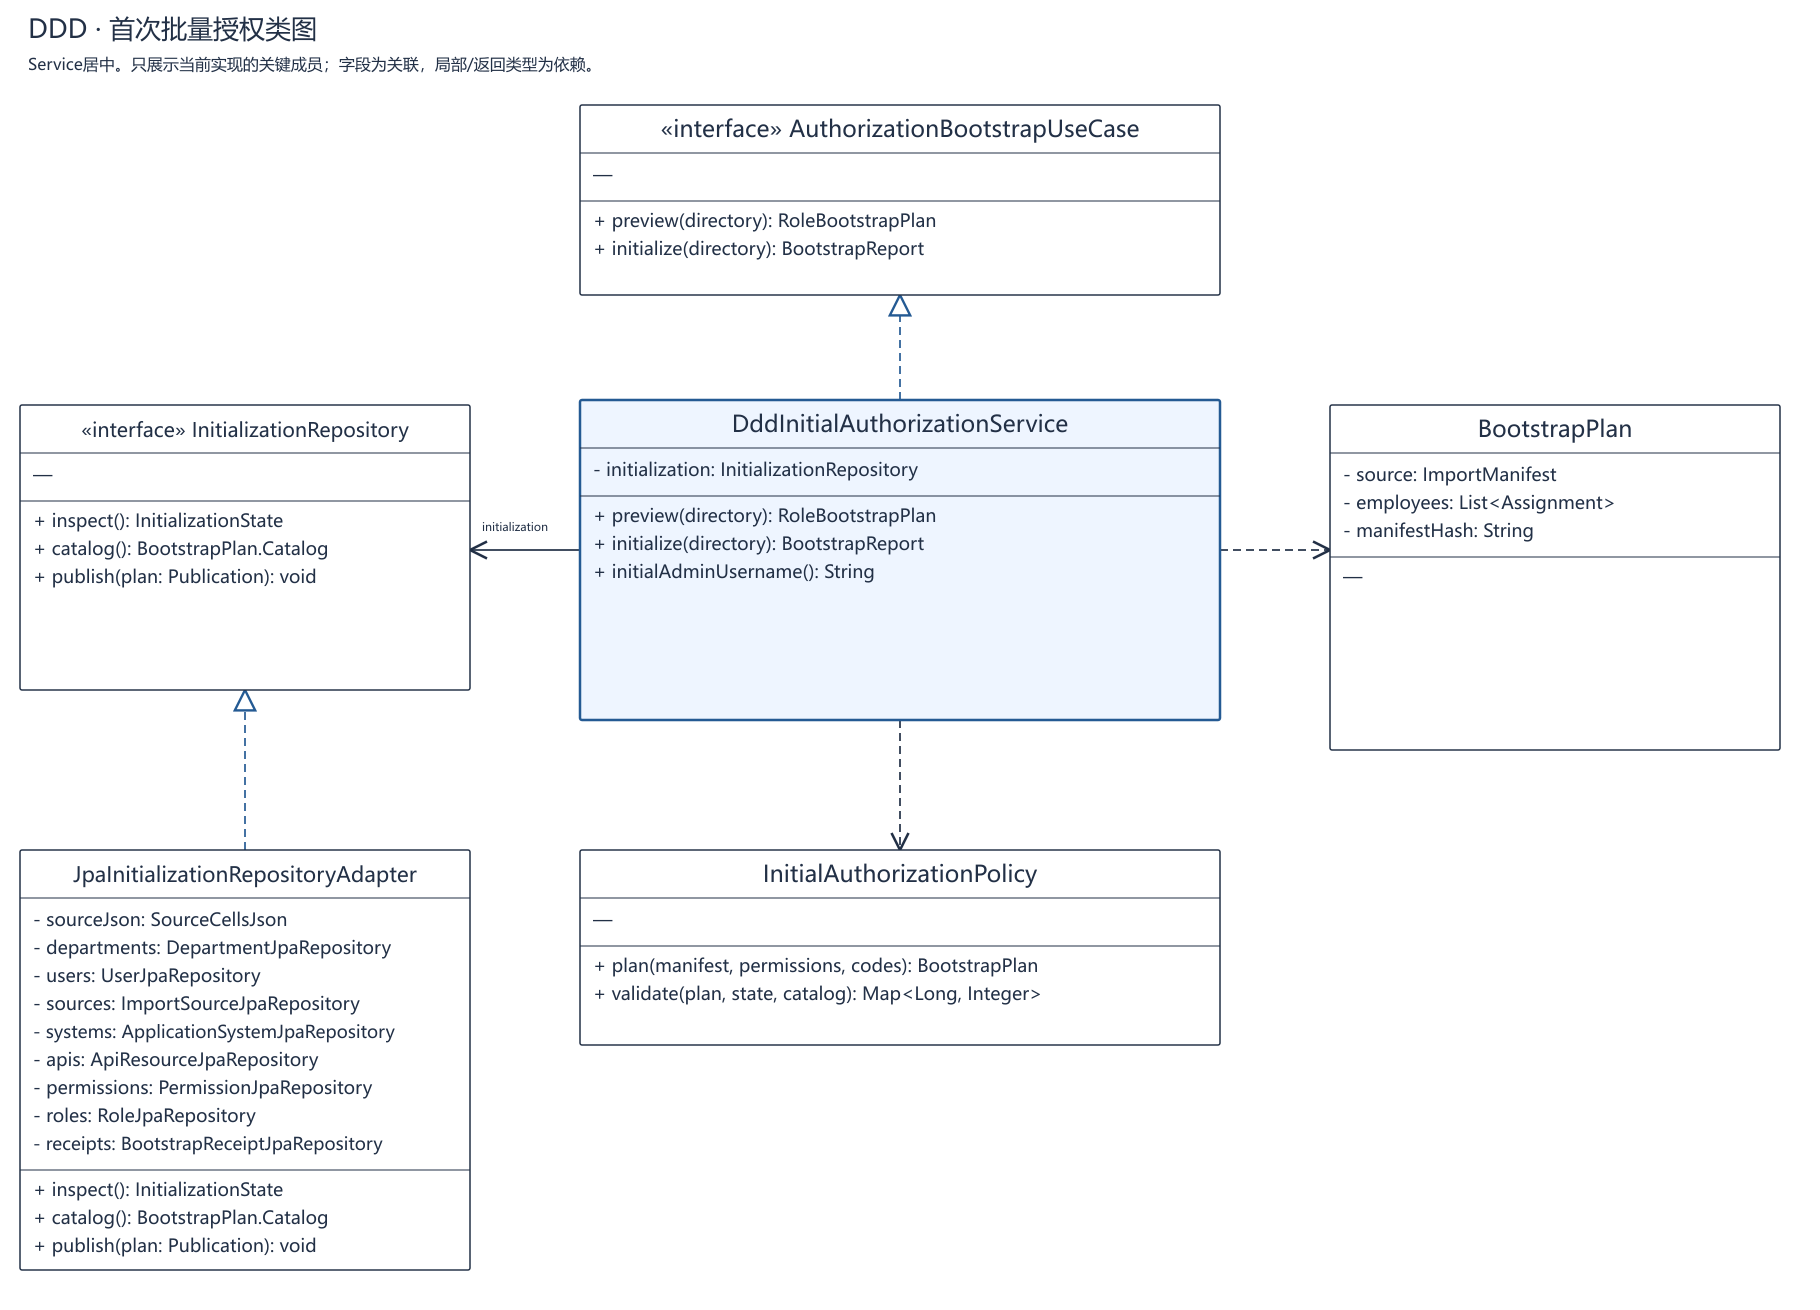 DDD · 首次批量授权类图
Service居中。只展示当前实现的关键成员；字段为关联，局部/返回类型为依赖。
«interface» AuthorizationBootstrapUseCase
—
+ preview(directory): RoleBootstrapPlan
+ initialize(directory): BootstrapReport
«interface» InitializationRepository
—
+ inspect(): InitializationState
+ catalog(): BootstrapPlan.Catalog
+ publish(plan: Publication): void
initialization
DddInitialAuthorizationService
- initialization: InitializationRepository
+ preview(directory): RoleBootstrapPlan
+ initialize(directory): BootstrapReport
+ initialAdminUsername(): String
BootstrapPlan
- source: ImportManifest
- employees: List<Assignment>
- manifestHash: String
—
JpaInitializationRepositoryAdapter
- sourceJson: SourceCellsJson
- departments: DepartmentJpaRepository
- users: UserJpaRepository
- sources: ImportSourceJpaRepository
- systems: ApplicationSystemJpaRepository
- apis: ApiResourceJpaRepository
- permissions: PermissionJpaRepository
- roles: RoleJpaRepository
- receipts: BootstrapReceiptJpaRepository
+ inspect(): InitializationState
+ catalog(): BootstrapPlan.Catalog
+ publish(plan: Publication): void
InitialAuthorizationPolicy
—
+ plan(manifest, permissions, codes): BootstrapPlan
+ validate(plan, state, catalog): Map<Long, Integer>